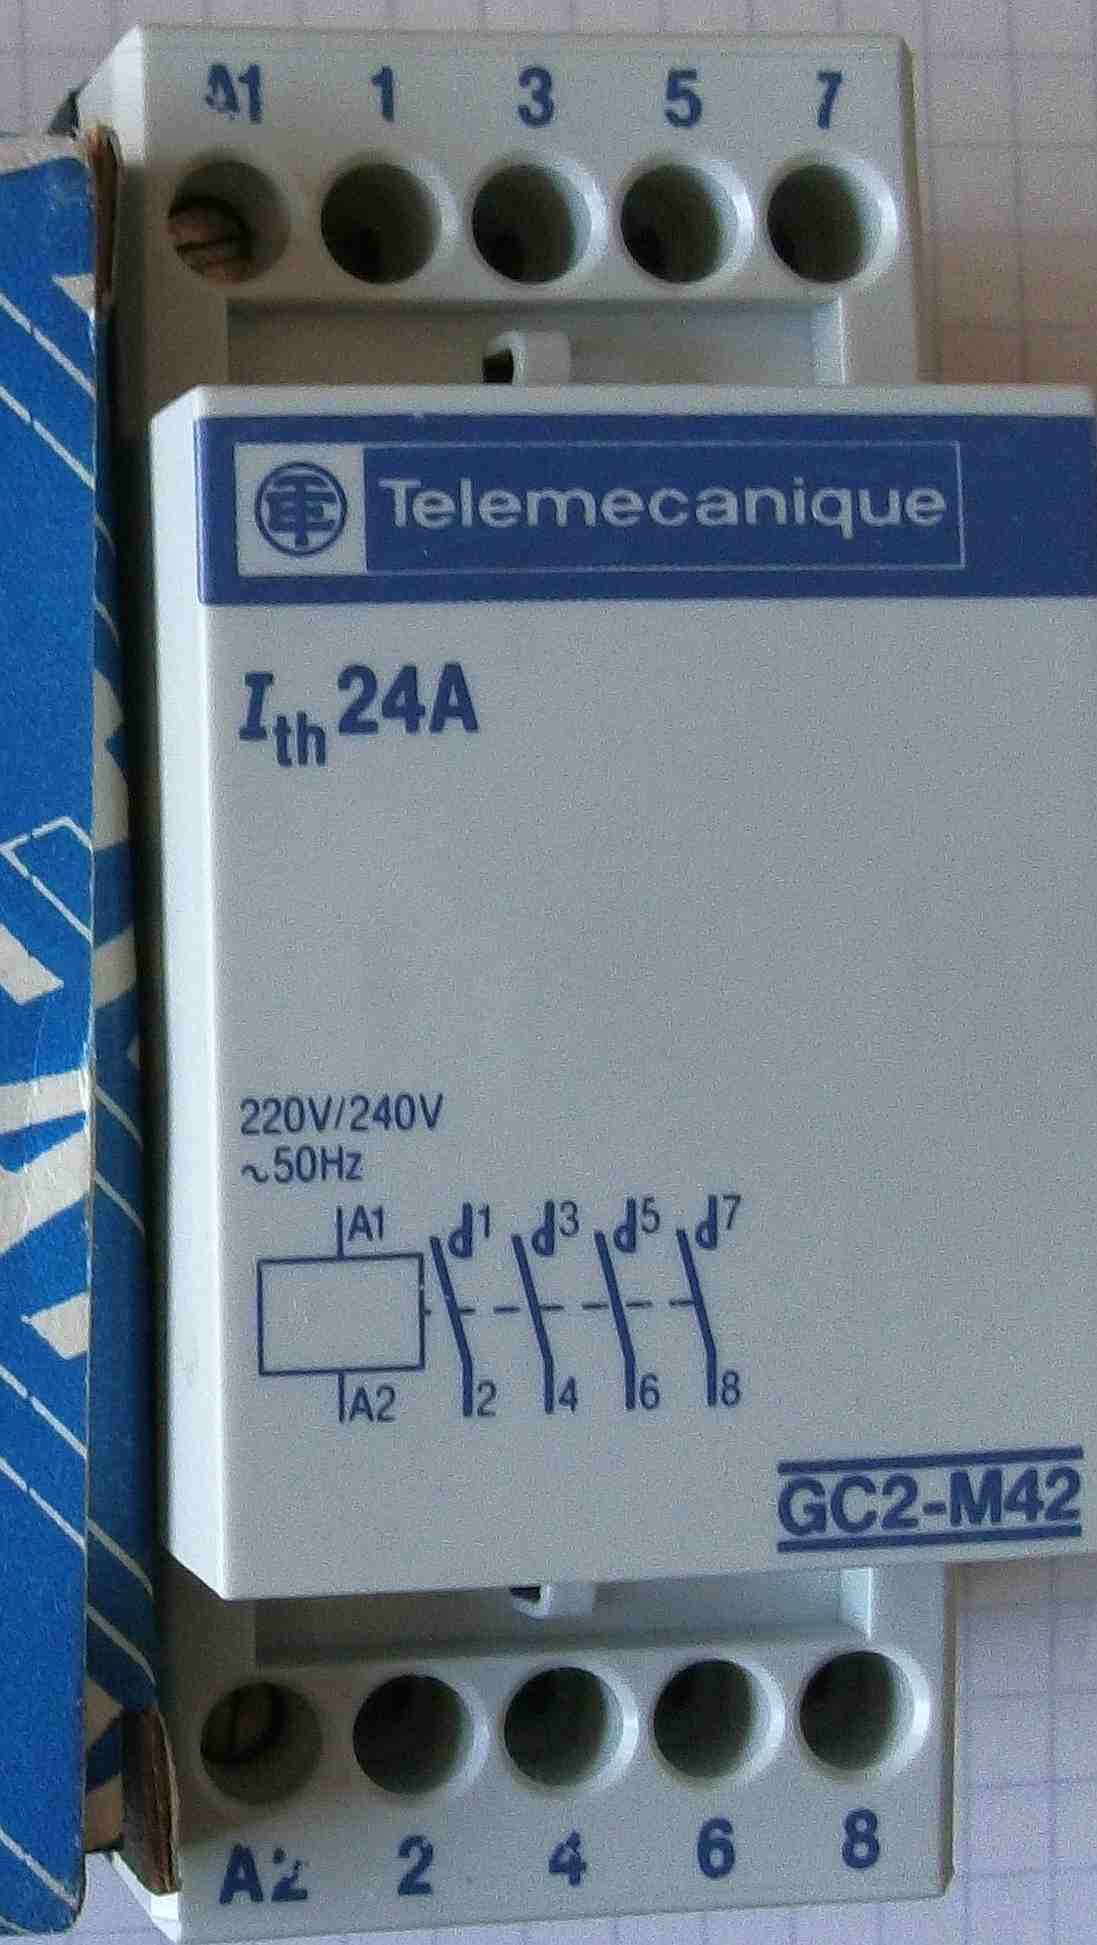 A1 1 3 5 7
Telemecanique
Ith 24A
220V/240V
~50Hz
A1 1 3 5 7
A2 2 4 6 8
GC2-M42
A2 2 4 6 8